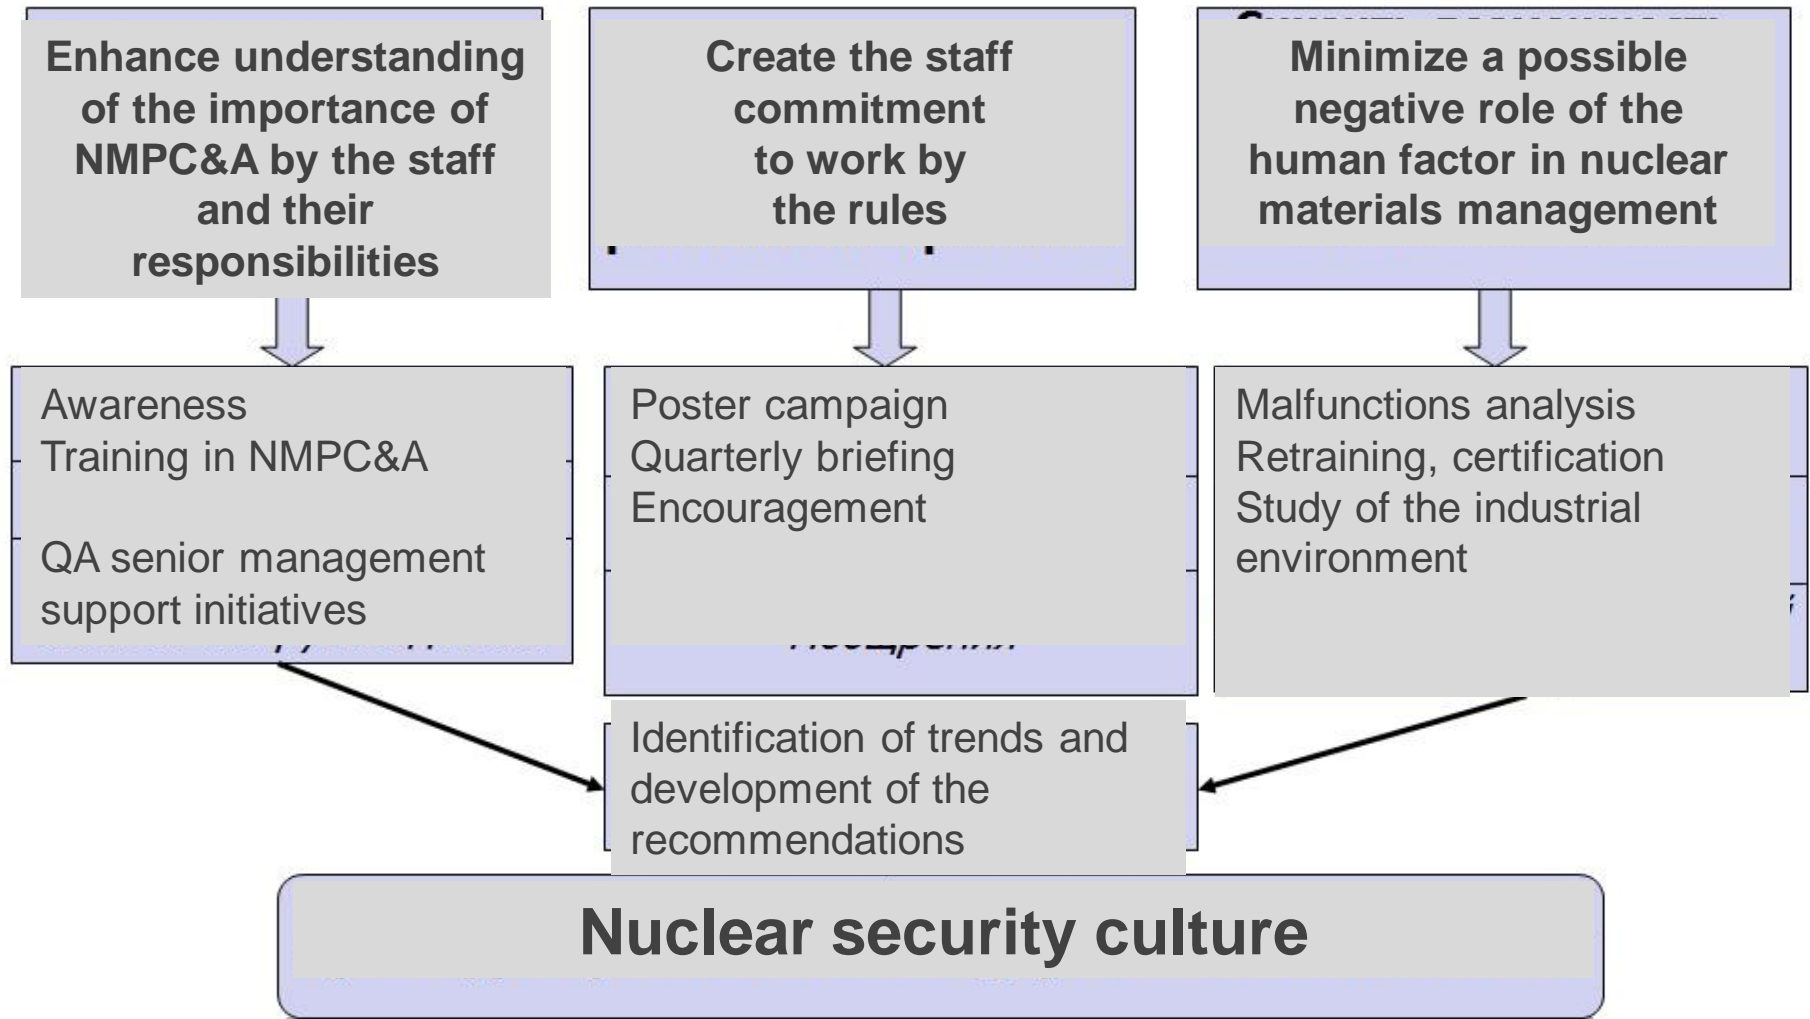 Enhance understanding
of the importance of
NMPC&A by the staff
and their
responsibilities
Create the staff
commitment
to work by
the rules
Minimize a possible
negative role of the
human factor in nuclear
materials management
Awareness
Training in NMPC&A
QA senior management
support initiatives
Poster campaign
Quarterly briefing
Encouragement
Malfunctions analysis
Retraining, certification
Study of the industrial
environment
Identification of trends and
development of the
recommendations
Nuclear security culture